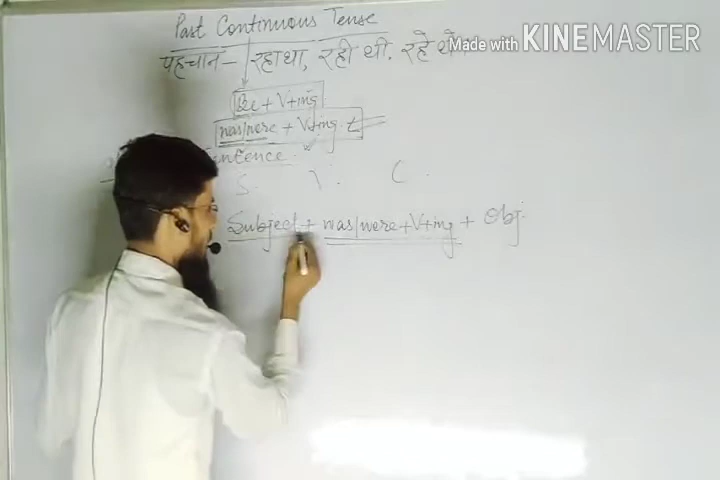 Past Continuous Tense
Made with KINEMASTER
पहचान - रहा था, रही थी. रहे थे
Be + V+ing
was/were + V+ing.
Sentence.
S. V. C.
Subject + was/were+V+ing + Obj.